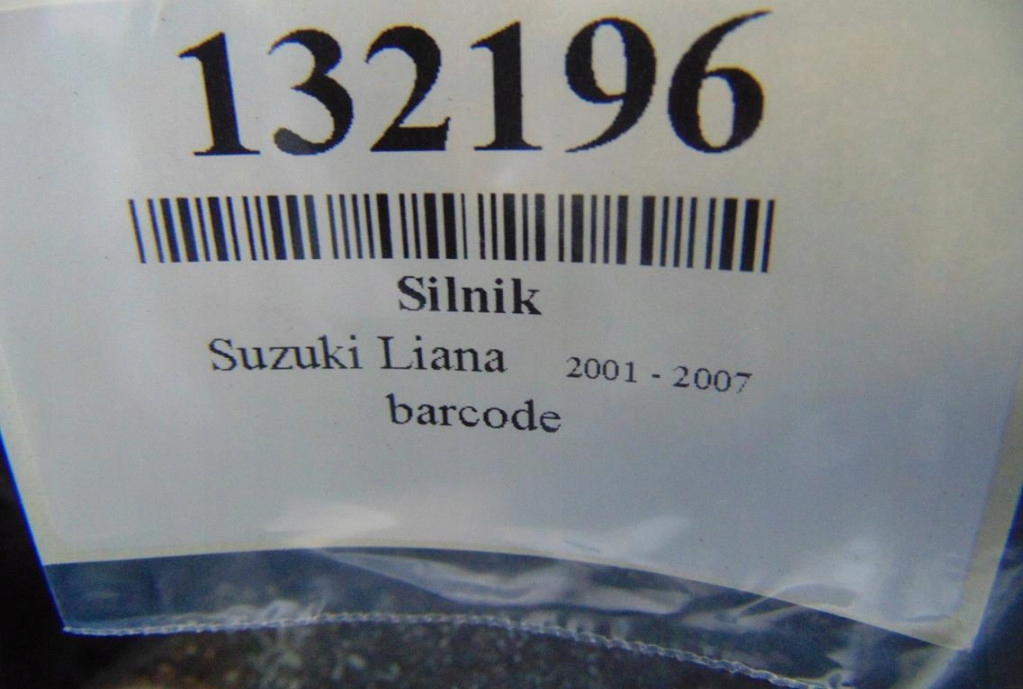 132196
Silnik
Suzuki Liana 2001 - 2007
barcode